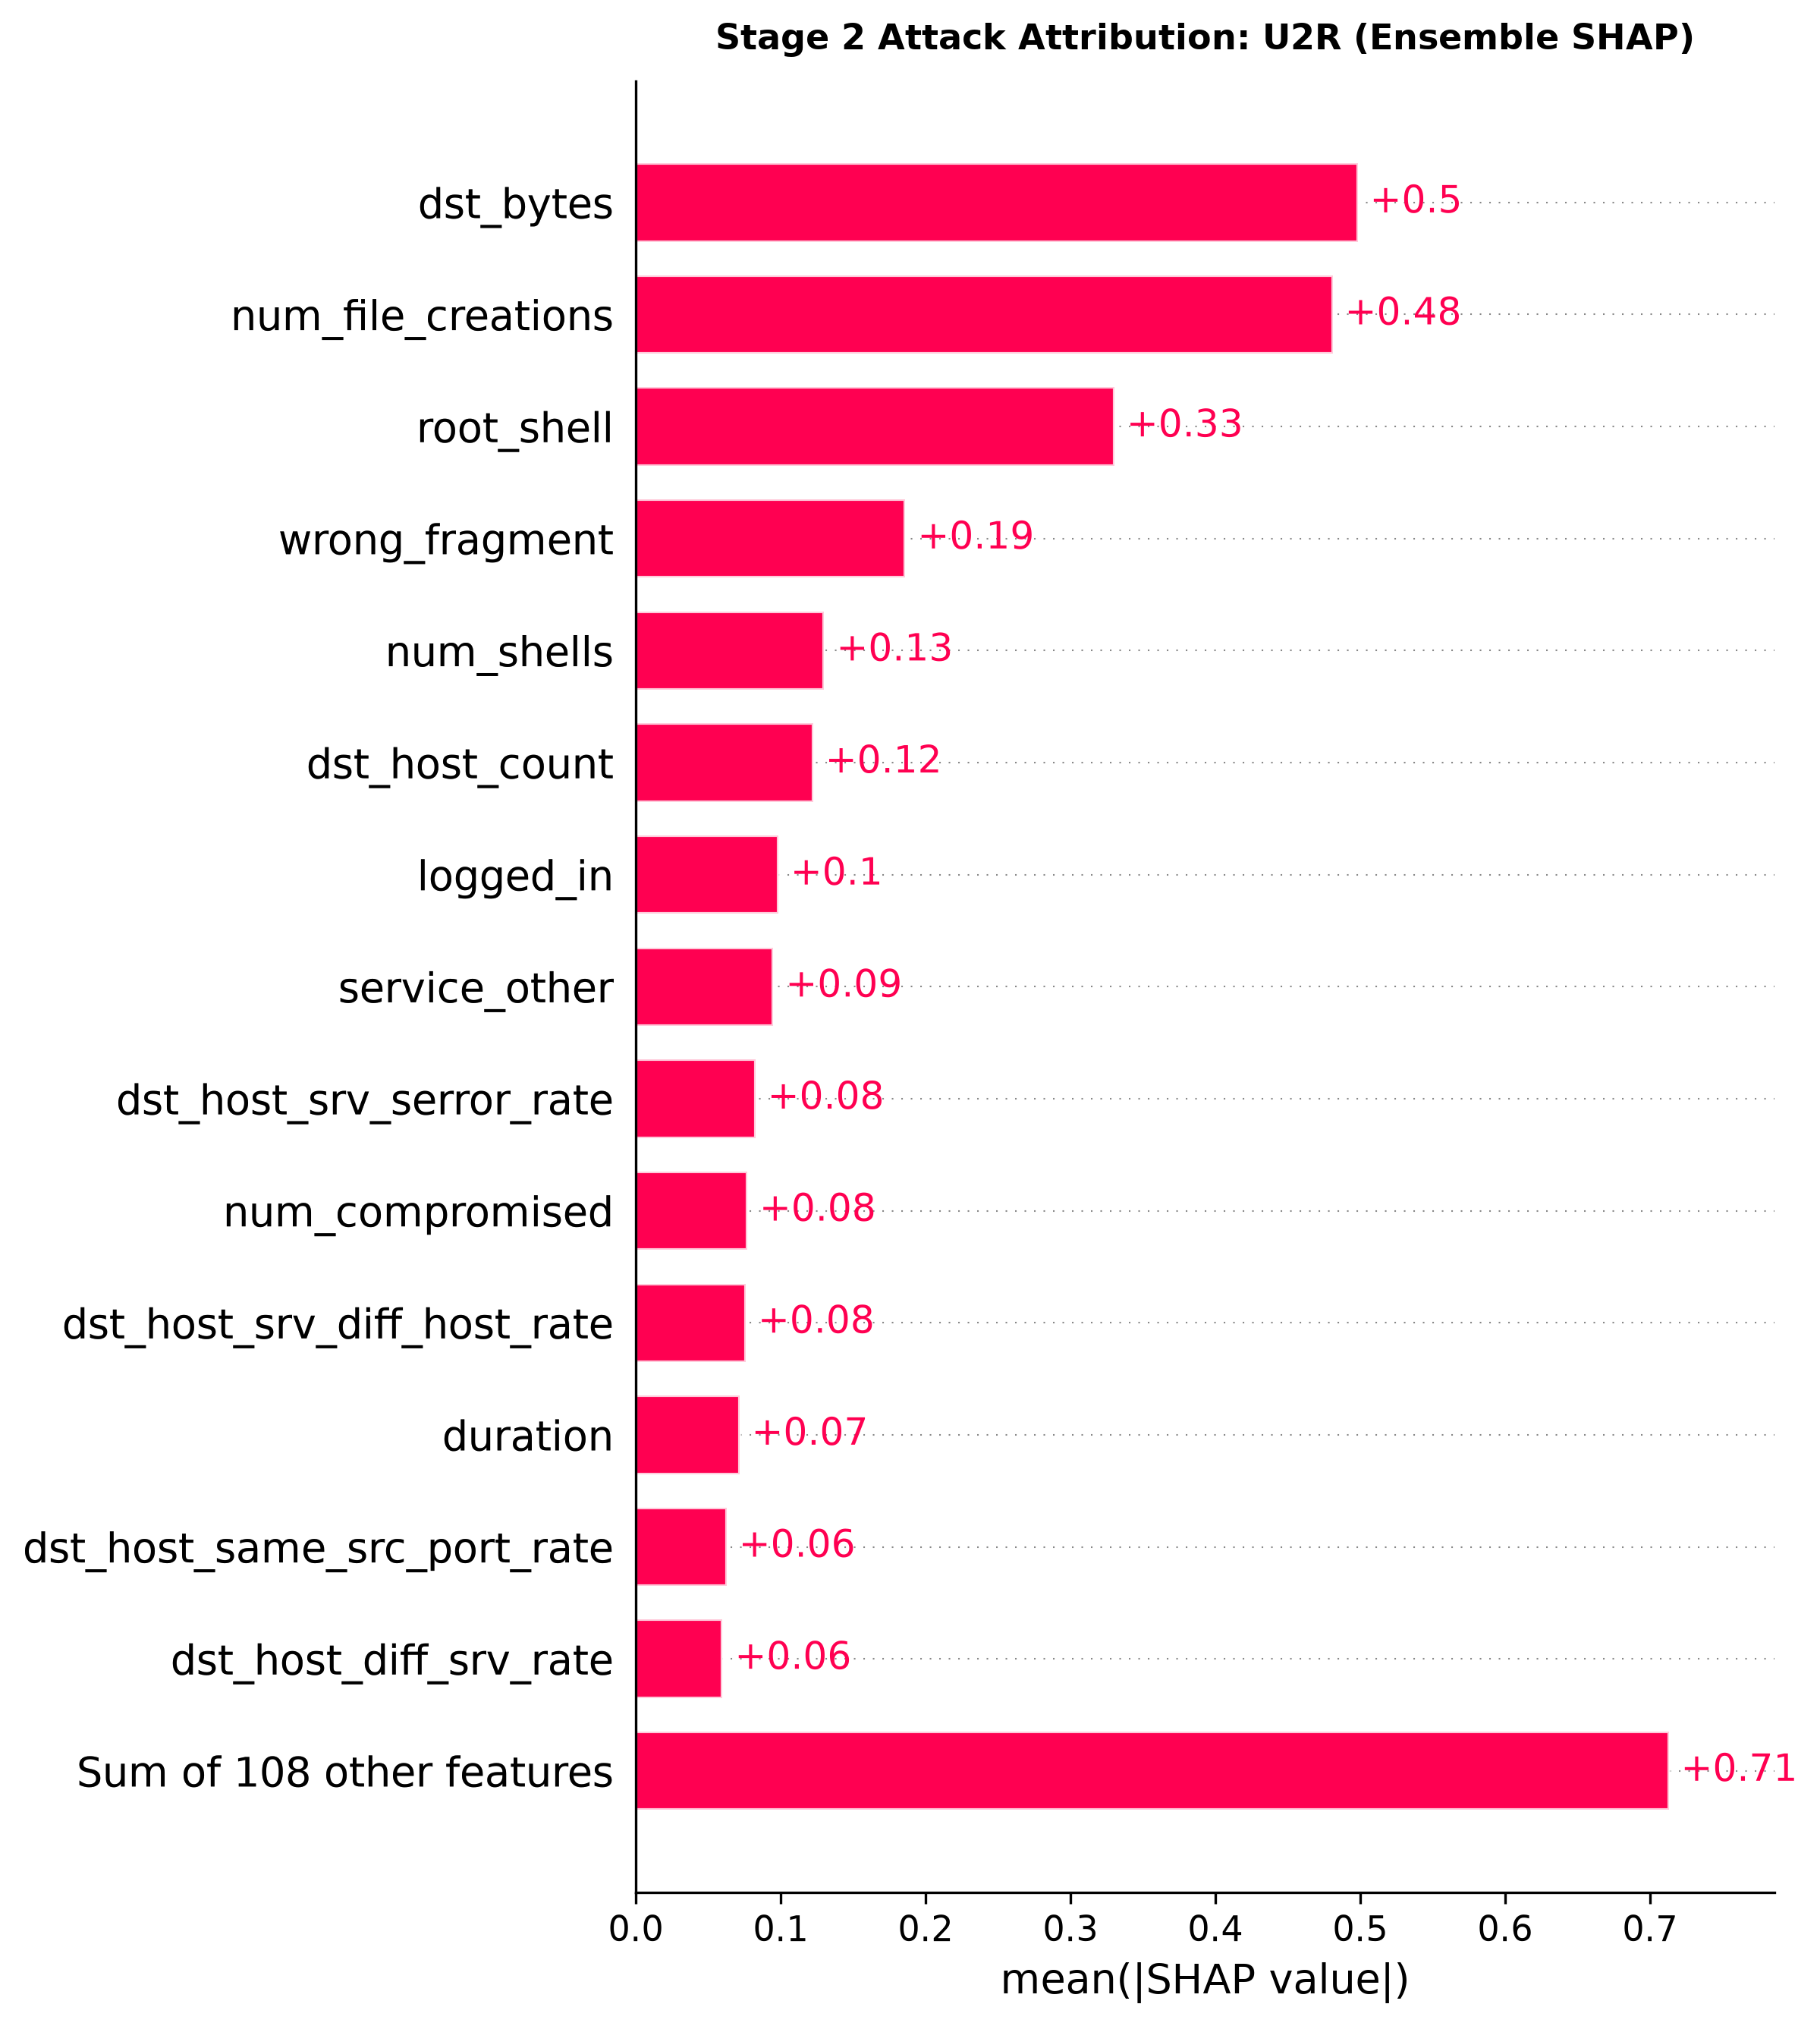 Stage 2 Attack Attribution: U2R (Ensemble SHAP)
dst_bytes +0.5
num_file_creations +0.48
root_shell +0.33
wrong_fragment +0.19
num_shells +0.13
dst_host_count +0.12
logged_in +0.1
service_other +0.09
dst_host_srv_serror_rate +0.08
num_compromised +0.08
dst_host_srv_diff_host_rate +0.08
duration +0.07
dst_host_same_src_port_rate +0.06
dst_host_diff_srv_rate +0.06
Sum of 108 other features +0.71
0.0 0.1 0.2 0.3 0.4 0.5 0.6 0.7
mean(|SHAP value|)